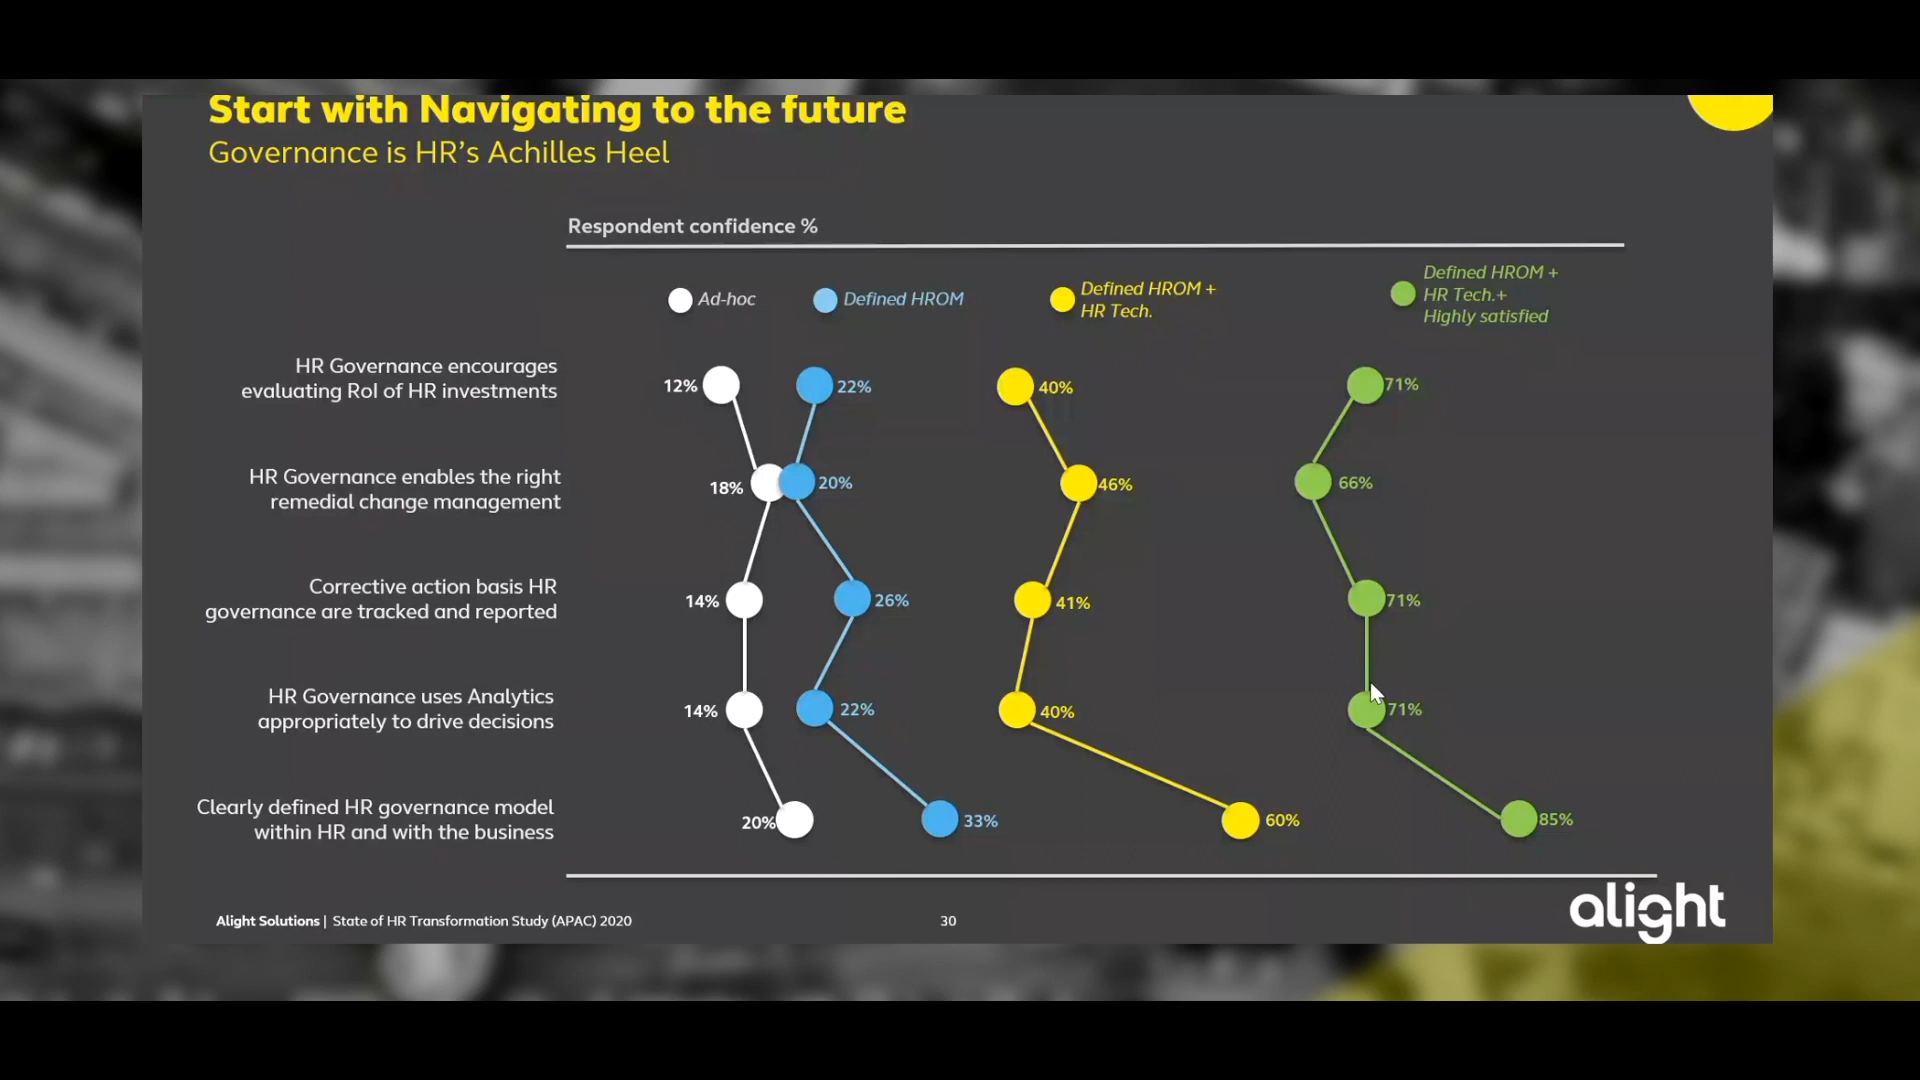 Start with Navigating to the future
Governance is HR's Achilles Heel
Respondent confidence %
Ad-hoc
Defined HROM
Defined HROM +
HR Tech.
Defined HROM +
HR Tech.+
Highly satisfied
HR Governance encourages
evaluating RoI of HR investments
12%
22%
40%
71%
HR Governance enables the right
remedial change management
18%
20%
46%
66%
Corrective action basis HR
governance are tracked and reported
14%
26%
41%
71%
HR Governance uses Analytics
appropriately to drive decisions
14%
22%
40%
71%
Clearly defined HR governance model
within HR and with the business
20%
33%
60%
85%
Alight Solutions | State of HR Transformation Study (APAC) 2020
30
alight